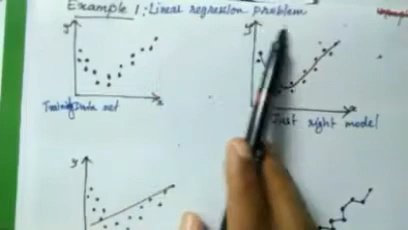 Example 1: Linear regression problem
y
y
x
x
Training Data set
Just right model
y